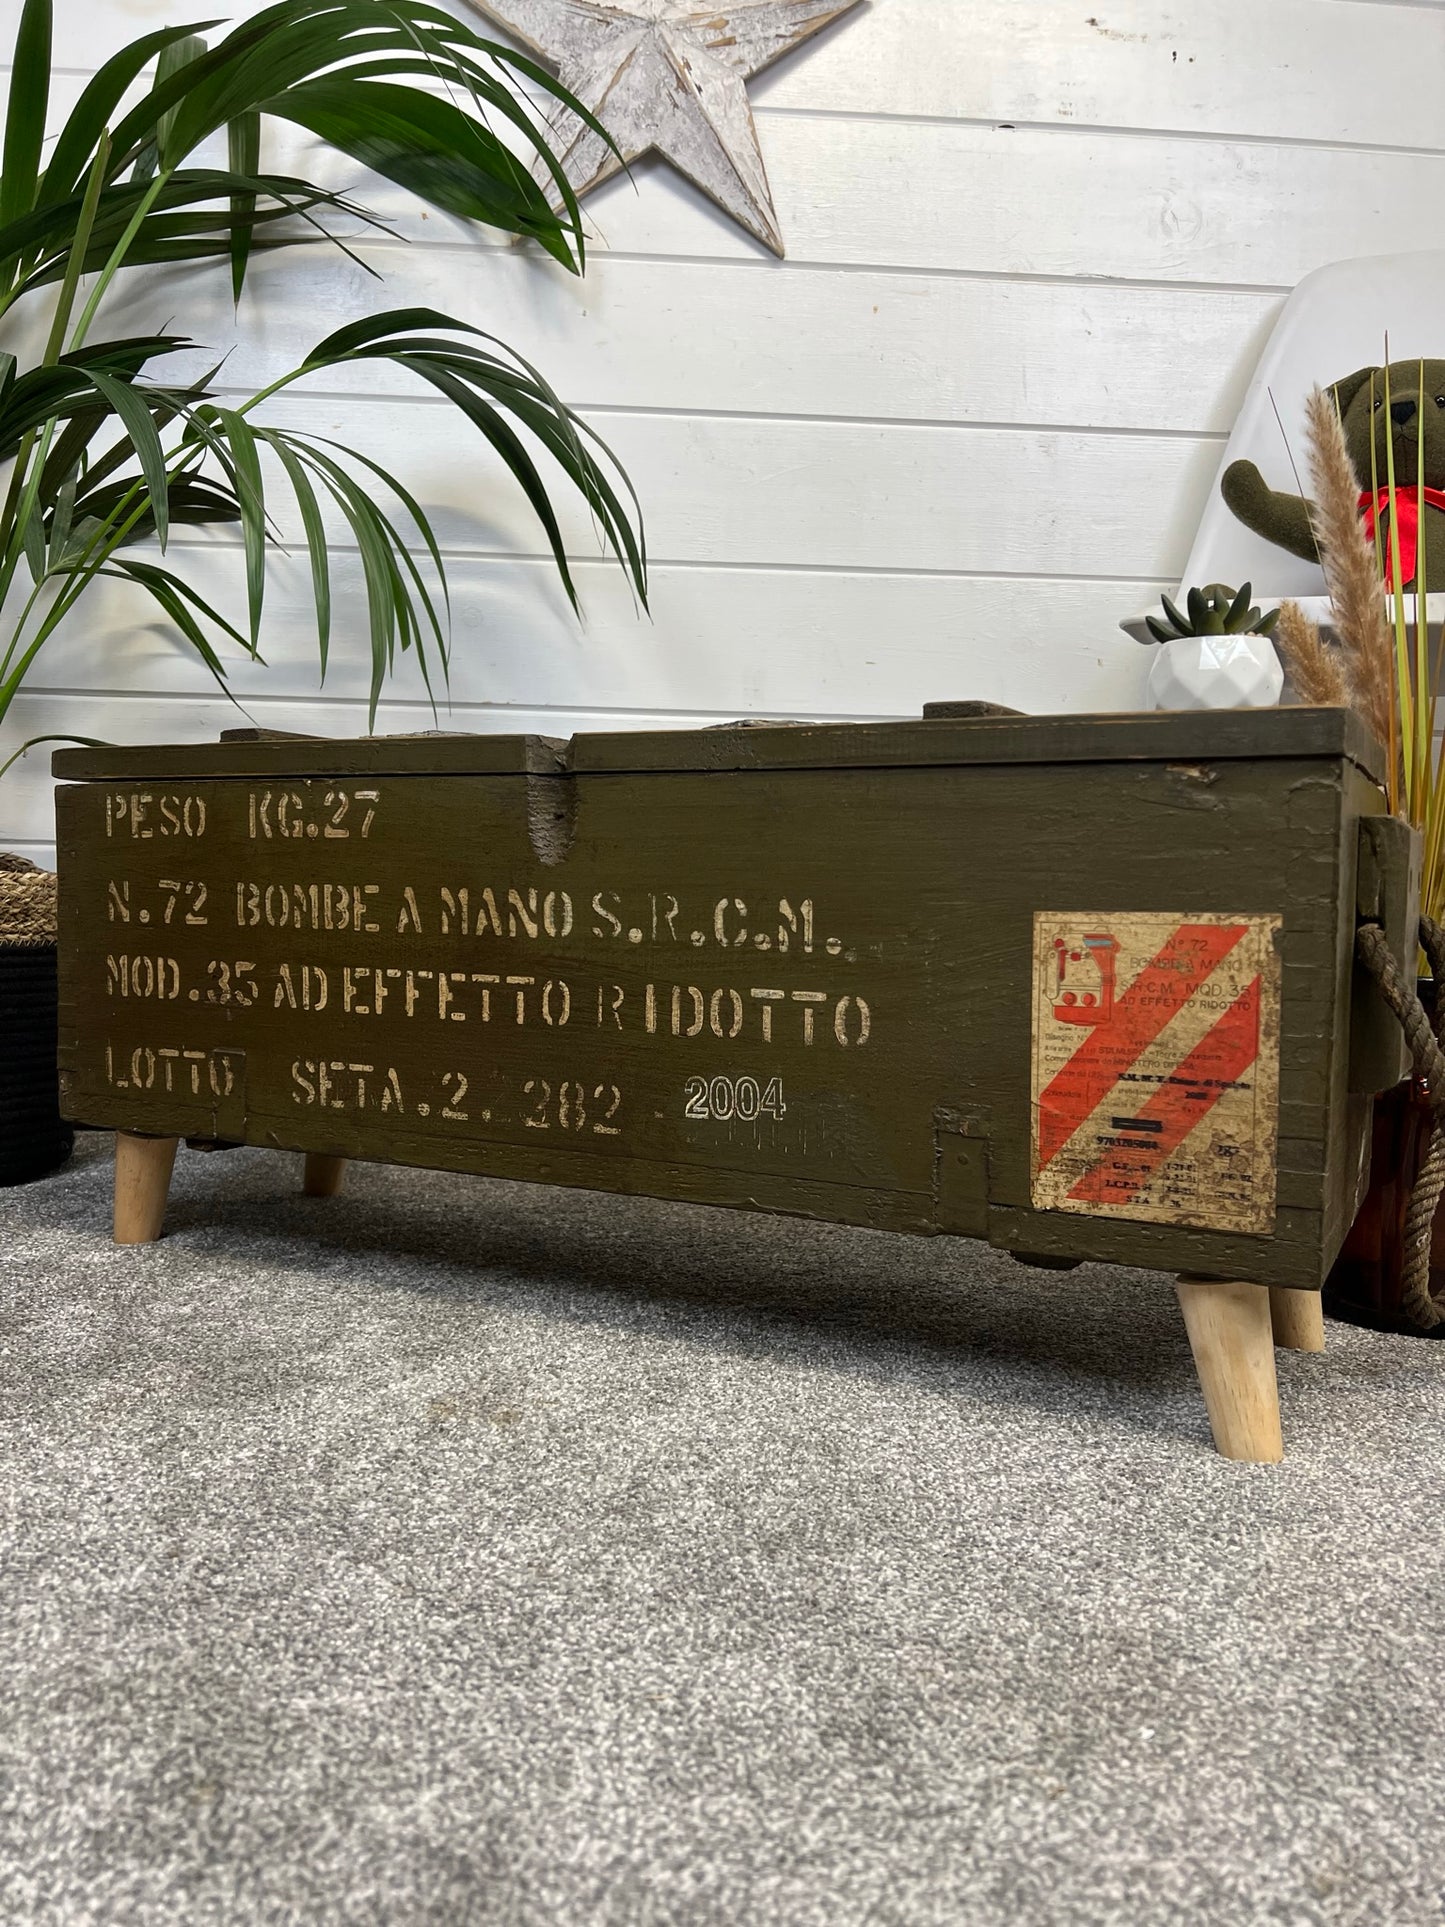 PESO KG.27
N.72 BOMBE A MANO S.R.C.M.
MOD.35 AD EFFETTO RIDOTTO
LOTTO SETA.2. 282 - 2004
N° 72
BOMBE A MANO
S.R.C.M. MOD. 35
AD EFFETTO RIDOTTO
9703205004